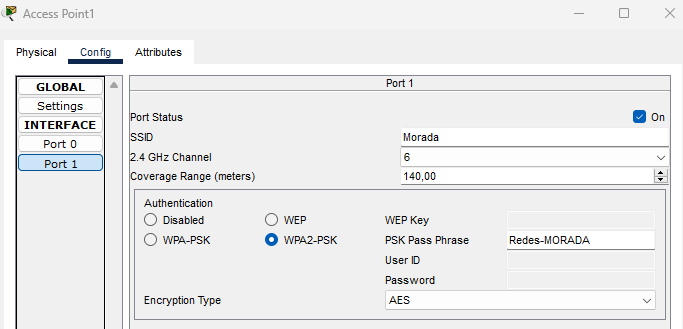 Access Point1
Physical Config Attributes
GLOBAL
Settings
INTERFACE
Port 0
Port 1
Port 1
Port Status On
SSID Morada
2.4 GHz Channel 6
Coverage Range (meters) 140,00
Authentication
Disabled WEP WEP Key
WPA-PSK WPA2-PSK PSK Pass Phrase Redes-MORADA
User ID
Password
Encryption Type AES